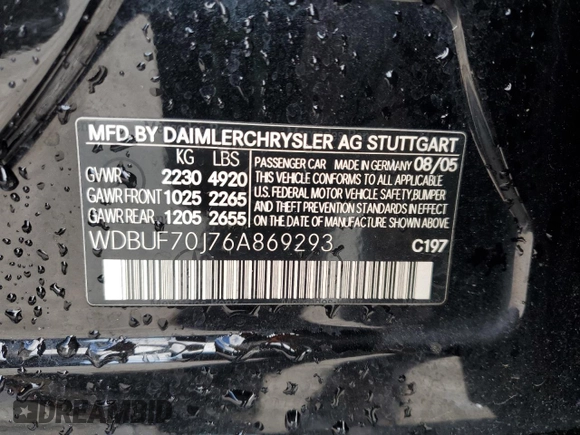 MFD.BY DAIMLERCHRYSLER AG STUTTGART
KG LBS
GVWR 2230 4920
GAWR FRONT 1025 2265
GAWR REAR 1205 2655
PASSENGER CAR MADE IN GERMANY 08/05
THIS VEHICLE CONFORMS TO ALL APPLICABLE
U.S. FEDERAL MOTOR VEHICLE SAFETY,BUMPER
AND THEFT PREVENTION STANDARDS IN EFFECT
ON THE DATE OF MANUFACTURE SHOWN ABOVE
WDBUF70J76A869293 C197
DREAMBID